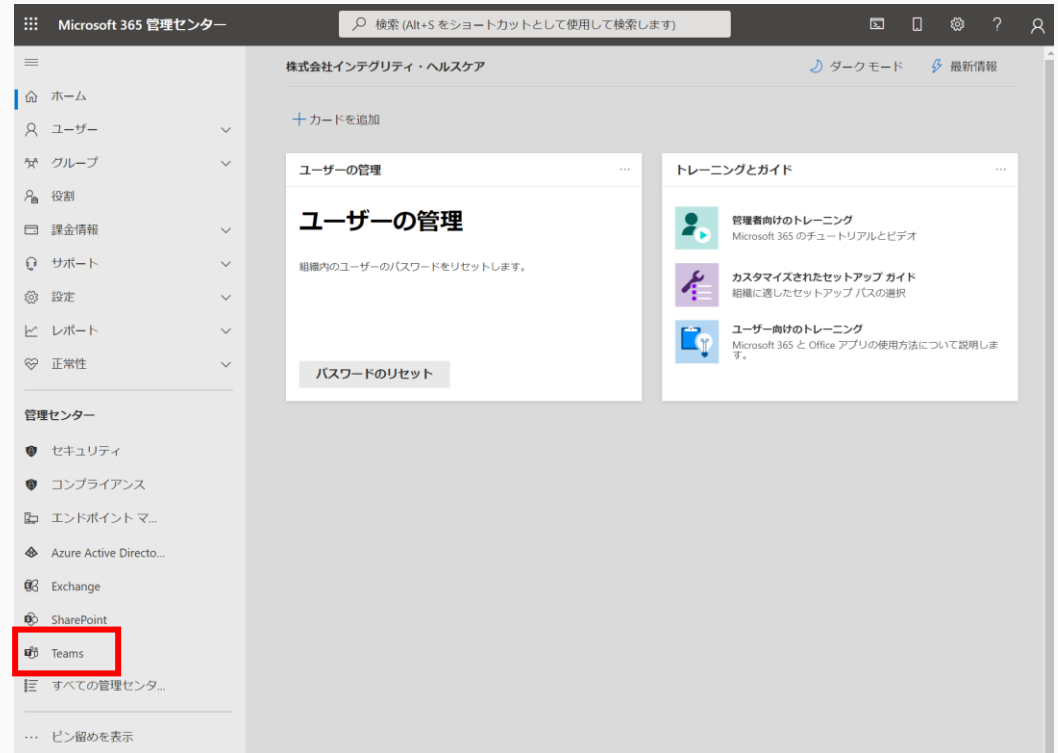 Microsoft 365 管理センター
検索 (Alt+S をショートカットとして使用して検索します)
株式会社インテグリティ・ヘルスケア
ダーク モード
最新情報
ホーム
ユーザー
グループ
役割
課金情報
サポート
設定
レポート
正常性
管理センター
セキュリティ
コンプライアンス
エンドポイント マ...
Azure Active Directo...
Exchange
SharePoint
Teams
すべての管理センタ...
… ピン留めを表示
カードを追加
ユーザーの管理
ユーザーの管理
組織内のユーザーのパスワードをリセットします。
パスワードのリセット
トレーニングとガイド
管理者向けのトレーニング
Microsoft 365 のチュートリアルとビデオ
カスタマイズされたセットアップ ガイド
組織に適したセットアップ パスの選択
ユーザー向けのトレーニング
Microsoft 365 と Office アプリの使用方法について説明しま
す。